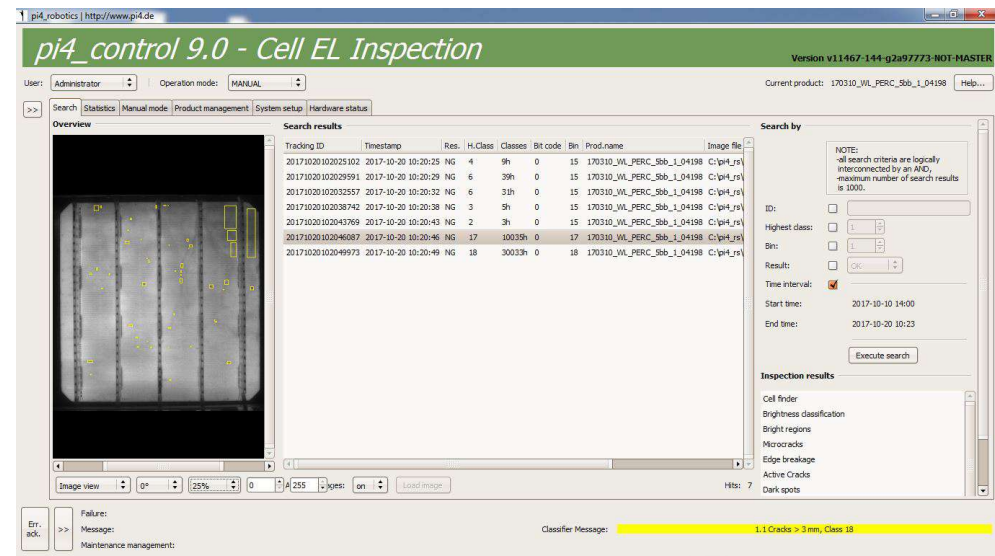 pi4_robotics | http://www.pi4.de
pi4_control 9.0 - Cell EL Inspection
Version v11467-144-g2a97773-NOT-MASTER
User: Administrator Operation mode: MANUAL Current product: 170310_WL_PERC_5bb_1_04198 Help...
>> Search Statistics Manual mode Product management System setup Hardware status
Overview Search results Search by
Tracking ID Timestamp Res. H.Class Classes Bit code Bin Prod.name Image file
20171020102025102 2017-10-20 10:20:25 NG 4 9h 0 15 170310_WL_PERC_5bb_1_04198 C:\pi4_rs\
20171020102029591 2017-10-20 10:20:29 NG 6 39h 0 15 170310_WL_PERC_5bb_1_04198 C:\pi4_rs\
20171020102032557 2017-10-20 10:20:32 NG 6 31h 0 15 170310_WL_PERC_5bb_1_04198 C:\pi4_rs\
20171020102038742 2017-10-20 10:20:38 NG 3 5h 0 15 170310_WL_PERC_5bb_1_04198 C:\pi4_rs\
20171020102043769 2017-10-20 10:20:43 NG 2 3h 0 15 170310_WL_PERC_5bb_1_04198 C:\pi4_rs\
20171020102046087 2017-10-20 10:20:46 NG 17 10035h 0 17 170310_WL_PERC_5bb_1_04198 C:\pi4_rs\
20171020102049973 2017-10-20 10:20:49 NG 18 30033h 0 18 170310_WL_PERC_5bb_1_04198 C:\pi4_rs\
NOTE:
-all search criteria are logically
interconnected by an AND,
-maximum number of search results
is 1000.
ID:
Highest class: 1
Bin: 1
Result: OK
Time interval:
Start time: 2017-10-10 14:00
End time: 2017-10-20 10:23
Execute search
Inspection results
Cell finder
Brightness classification
Bright regions
Microcracks
Edge breakage
Active Cracks
Dark spots
Image view 0° 25% 0 A 255 ages: on Load image Hits: 7
Err.
ack.
>>
Failure:
Message:
Maintenance management:
Classifier Message: 1.1 Cracks > 3 mm, Class 18